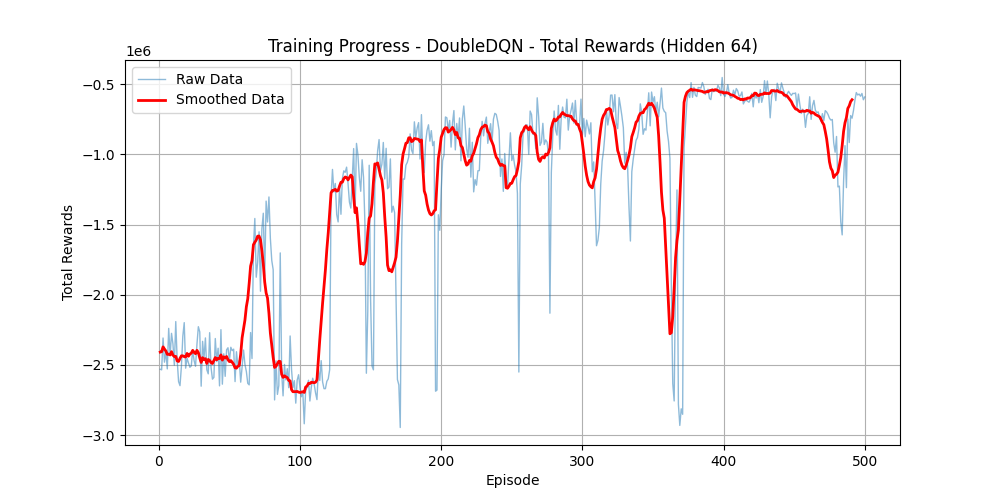 Training Progress - DoubleDQN - Total Rewards (Hidden 64)
1e6
Raw Data
Smoothed Data
−0.5
−1.0
−1.5
−2.0
−2.5
−3.0
Total Rewards
0 100 200 300 400 500
Episode